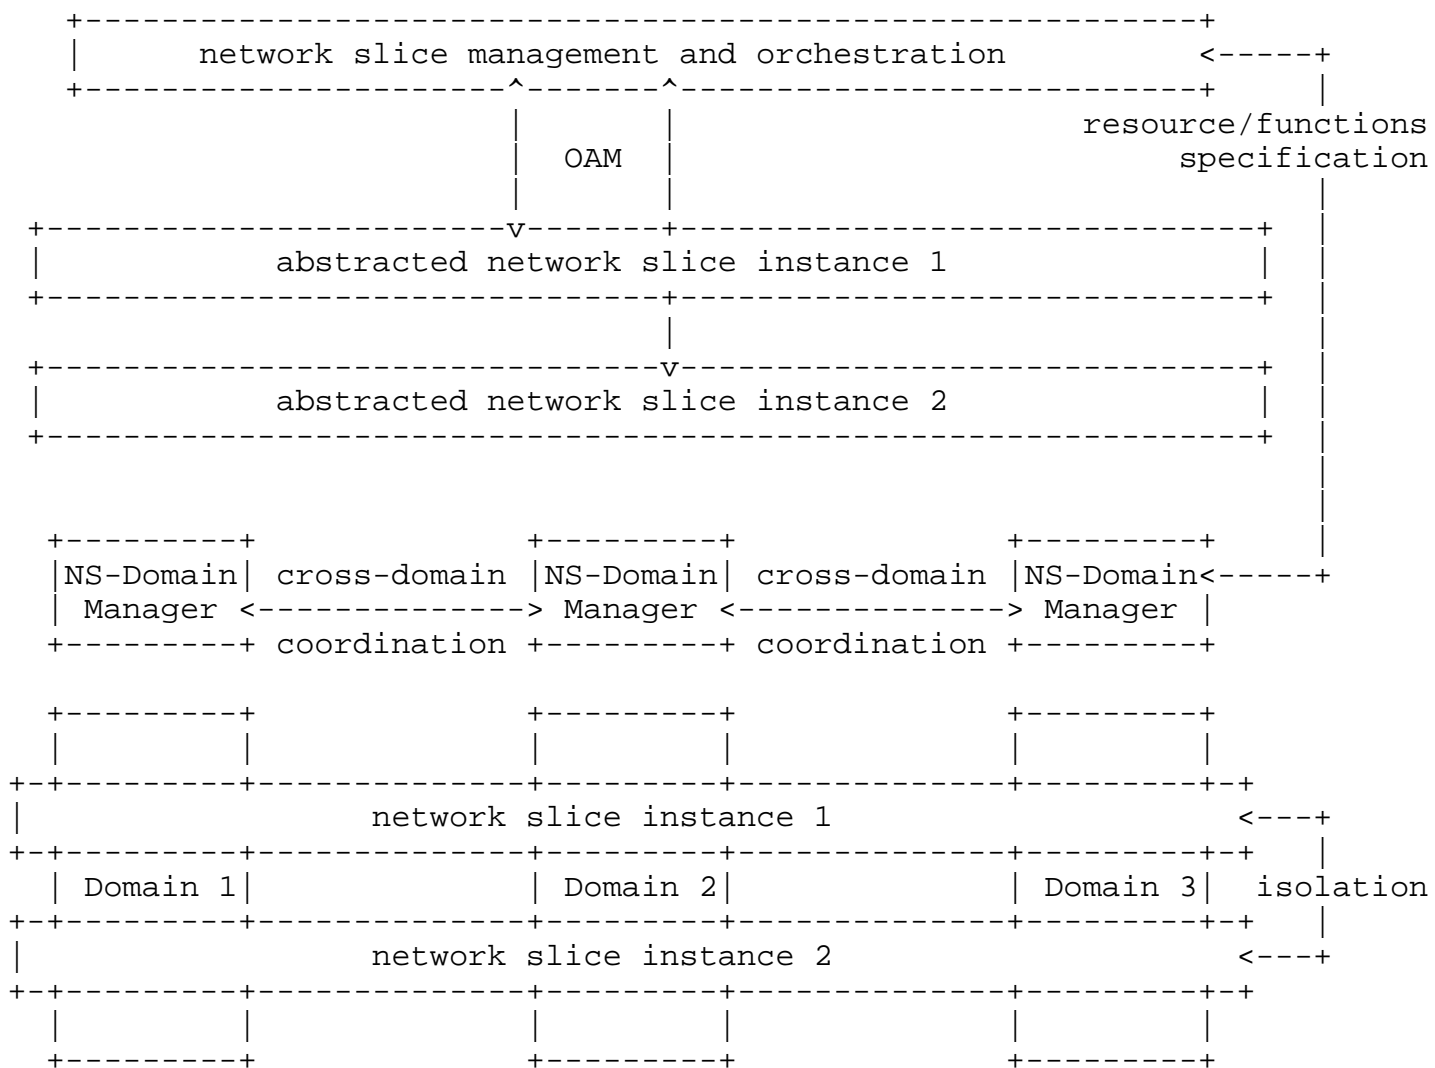 network slice management and orchestration
resource/functions
OAM specification
abstracted network slice instance 1
abstracted network slice instance 2
NS-Domain cross-domain NS-Domain cross-domain NS-Domain
Manager Manager Manager
coordination coordination
network slice instance 1
Domain 1 Domain 2 Domain 3 isolation
network slice instance 2